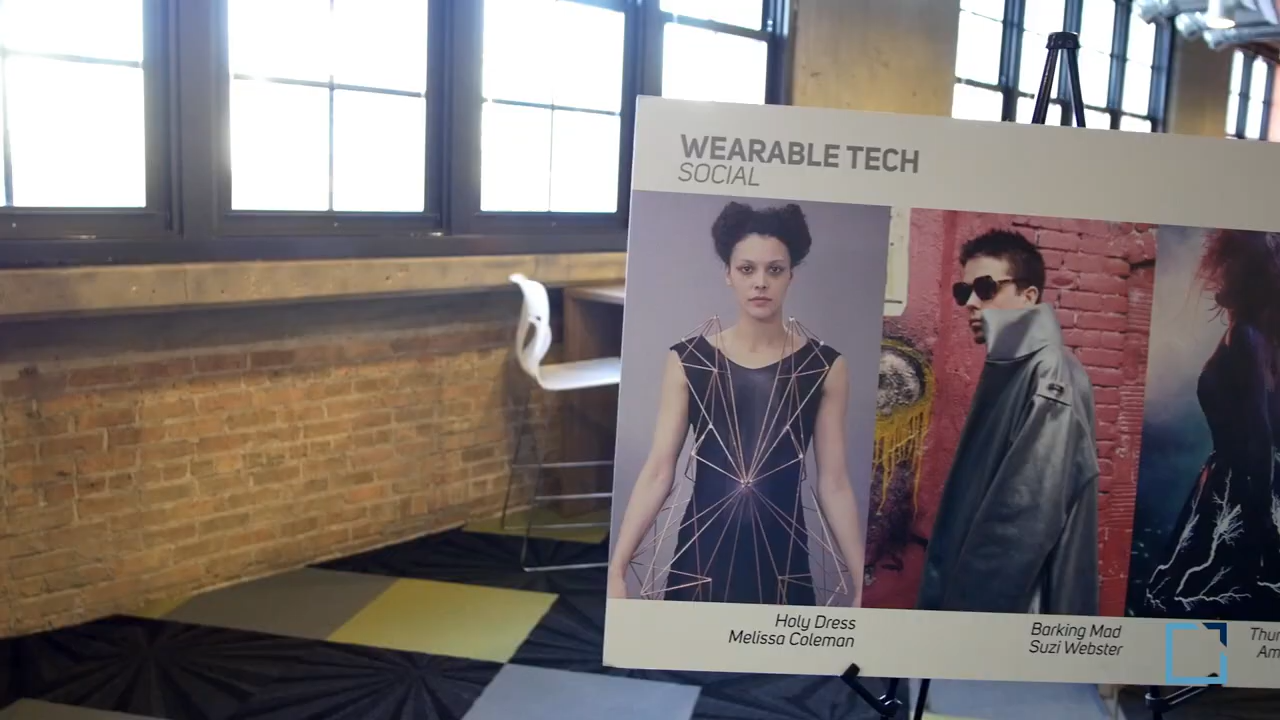 WEARABLE TECH
SOCIAL
Holy Dress
Melissa Coleman
Barking Mad
Suzi Webster